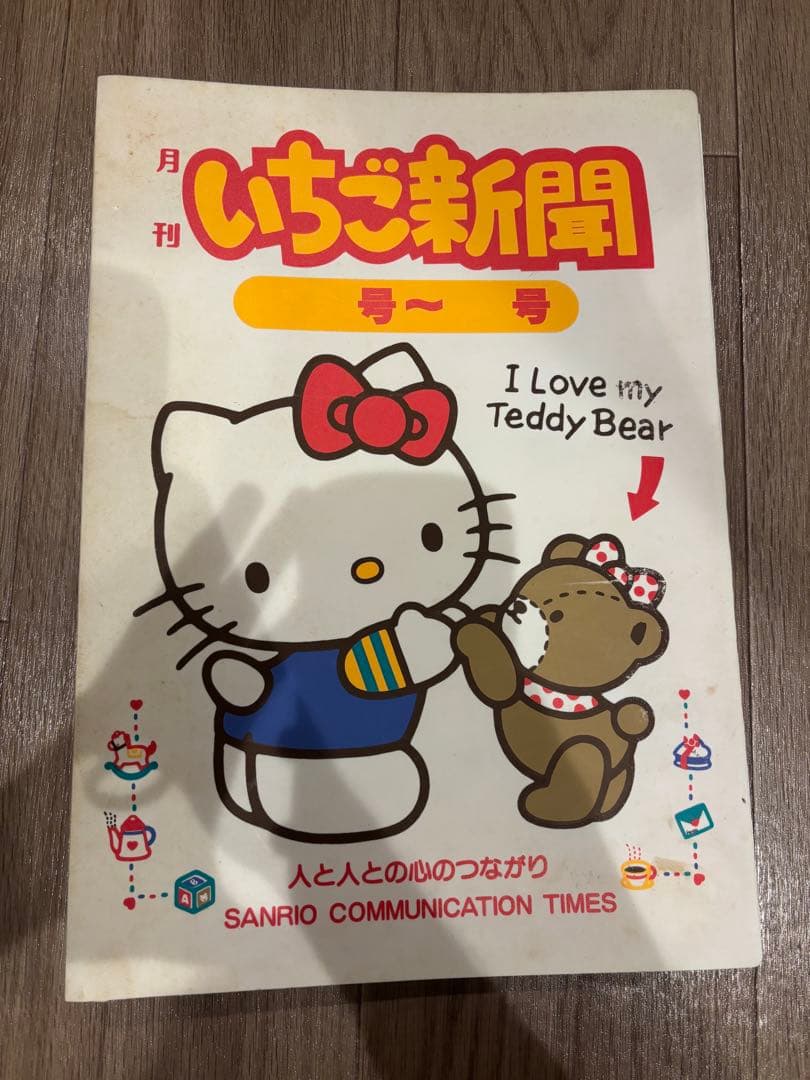 月刊
いちご新聞
号〜 号
I Love my
Teddy Bear
人と人との心のつながり
SANRIO COMMUNICATION TIMES
A